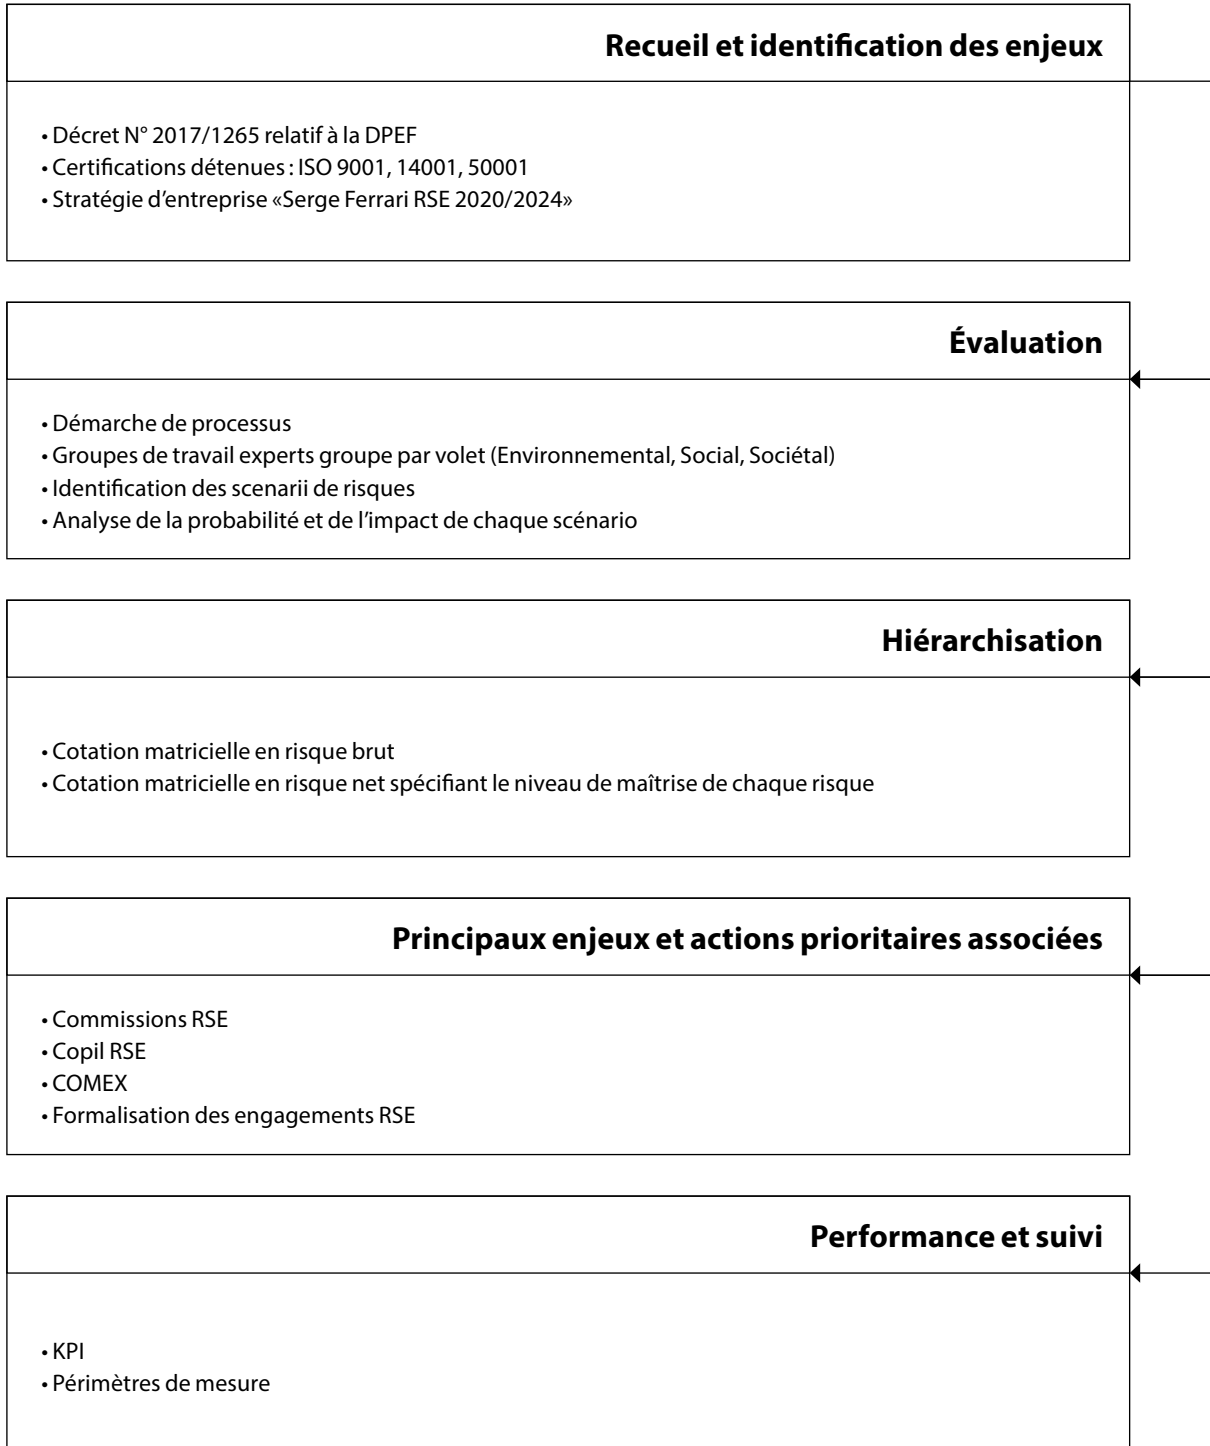 Recueil et identification des enjeux
• Décret N° 2017/1265 relatif à la DPEF
• Certifications détenues : ISO 9001, 14001, 50001
• Stratégie d'entreprise «Serge Ferrari RSE 2020/2024»
Évaluation
• Démarche de processus
• Groupes de travail experts groupe par volet (Environnemental, Social, Sociétal)
• Identification des scenarii de risques
• Analyse de la probabilité et de l'impact de chaque scénario
Hiérarchisation
• Cotation matricielle en risque brut
• Cotation matricielle en risque net spécifiant le niveau de maîtrise de chaque risque
Principaux enjeux et actions prioritaires associées
• Commissions RSE
• Copil RSE
• COMEX
• Formalisation des engagements RSE
Performance et suivi
• KPI
• Périmètres de mesure